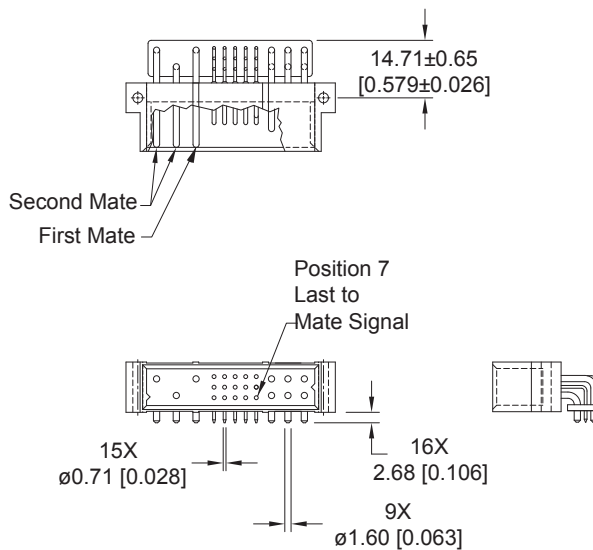 14.71±0.65
[0.579±0.026]
Second Mate
First Mate
Position 7
Last to
Mate Signal
15X
ø0.71 [0.028]
16X
2.68 [0.106]
9X
ø1.60 [0.063]